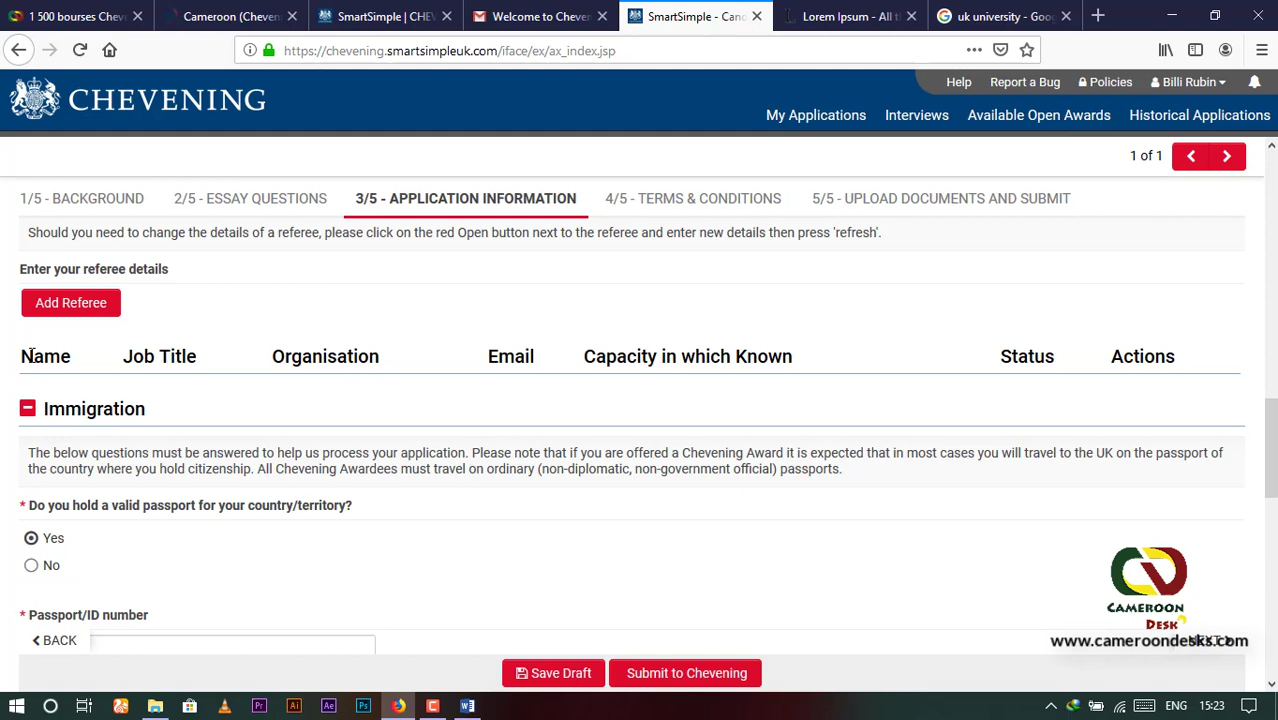 1 500 bourses Cheve
Cameroon (Cheveni
SmartSimple | CHEV
Welcome to Cheven
SmartSimple - Cano
Lorem Ipsum - All th
uk university - Goog
https://chevening.smartsimpleuk.com/iface/ex/ax_index.jsp
CHEVENING
Help
Report a Bug
Policies
Billi Rubin
My Applications
Interviews
Available Open Awards
Historical Applications
1 of 1
1/5 - BACKGROUND
2/5 - ESSAY QUESTIONS
3/5 - APPLICATION INFORMATION
4/5 - TERMS & CONDITIONS
5/5 - UPLOAD DOCUMENTS AND SUBMIT
Should you need to change the details of a referee, please click on the red Open button next to the referee and enter new details then press 'refresh'.
Enter your referee details
Add Referee
Name
Job Title
Organisation
Email
Capacity in which Known
Status
Actions
Immigration
The below questions must be answered to help us process your application. Please note that if you are offered a Chevening Award it is expected that in most cases you will travel to the UK on the passport of
the country where you hold citizenship. All Chevening Awardees must travel on ordinary (non-diplomatic, non-government official) passports.
* Do you hold a valid passport for your country/territory?
Yes
No
* Passport/ID number
BACK
CAMEROON
DESK
www.cameroondesks.com
Save Draft
Submit to Chevening
Pr
Ai
Ae
Ps
ENG
15:23